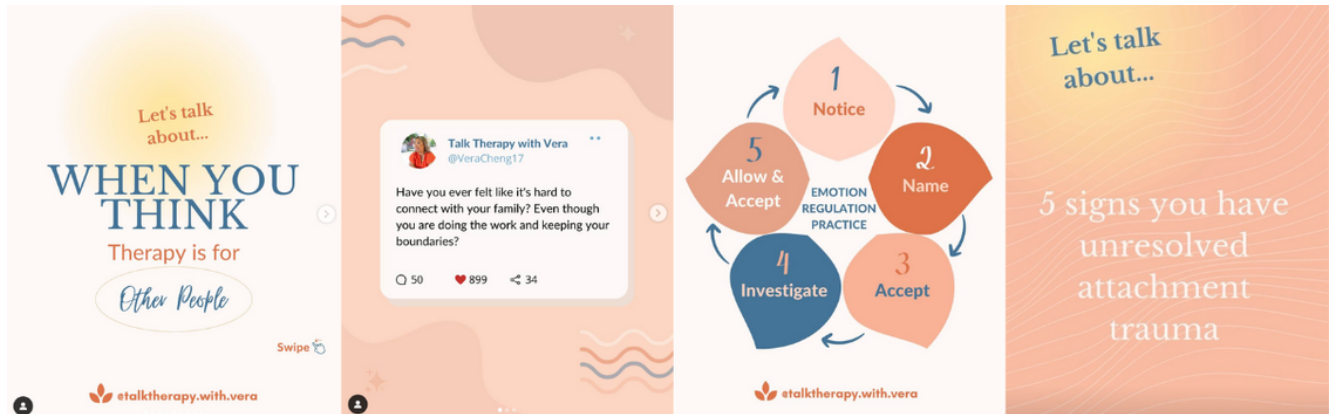 Let's talk
about...
WHEN YOU
THINK
Therapy is for
Other People
Swipe
@talktherapy.with.vera
Talk Therapy with Vera
@VeraCheng17
Have you ever felt like it's hard to
connect with your family? Even though
you are doing the work and keeping your
boundaries?
50 899 34
1
Notice
2
Name
3
Accept
4
Investigate
5
Allow &
Accept
EMOTION
REGULATION
PRACTICE
@talktherapy.with.vera
Let's talk
about...
5 signs you have
unresolved
attachment
trauma